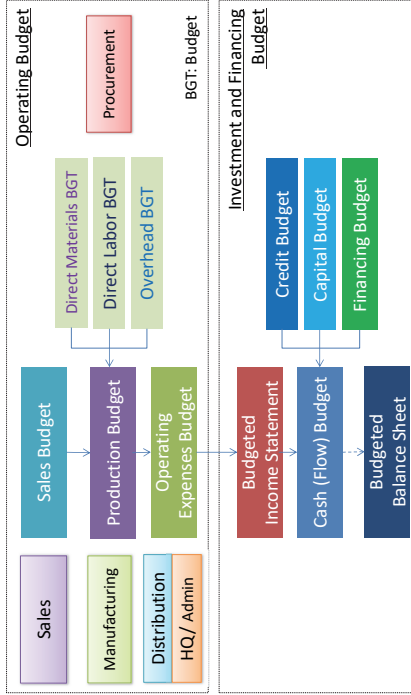 Operating Budget
Sales
Manufacturing
Distribution
HQ/ Admin
Sales Budget
Production Budget
Operating
Expenses Budget
Direct Materials BGT
Direct Labor BGT
Overhead BGT
Procurement
BGT: Budget
Investment and Financing
Budget
Budgeted
Income Statement
Cash (Flow) Budget
Budgeted
Balance Sheet
Credit Budget
Capital Budget
Financing Budget